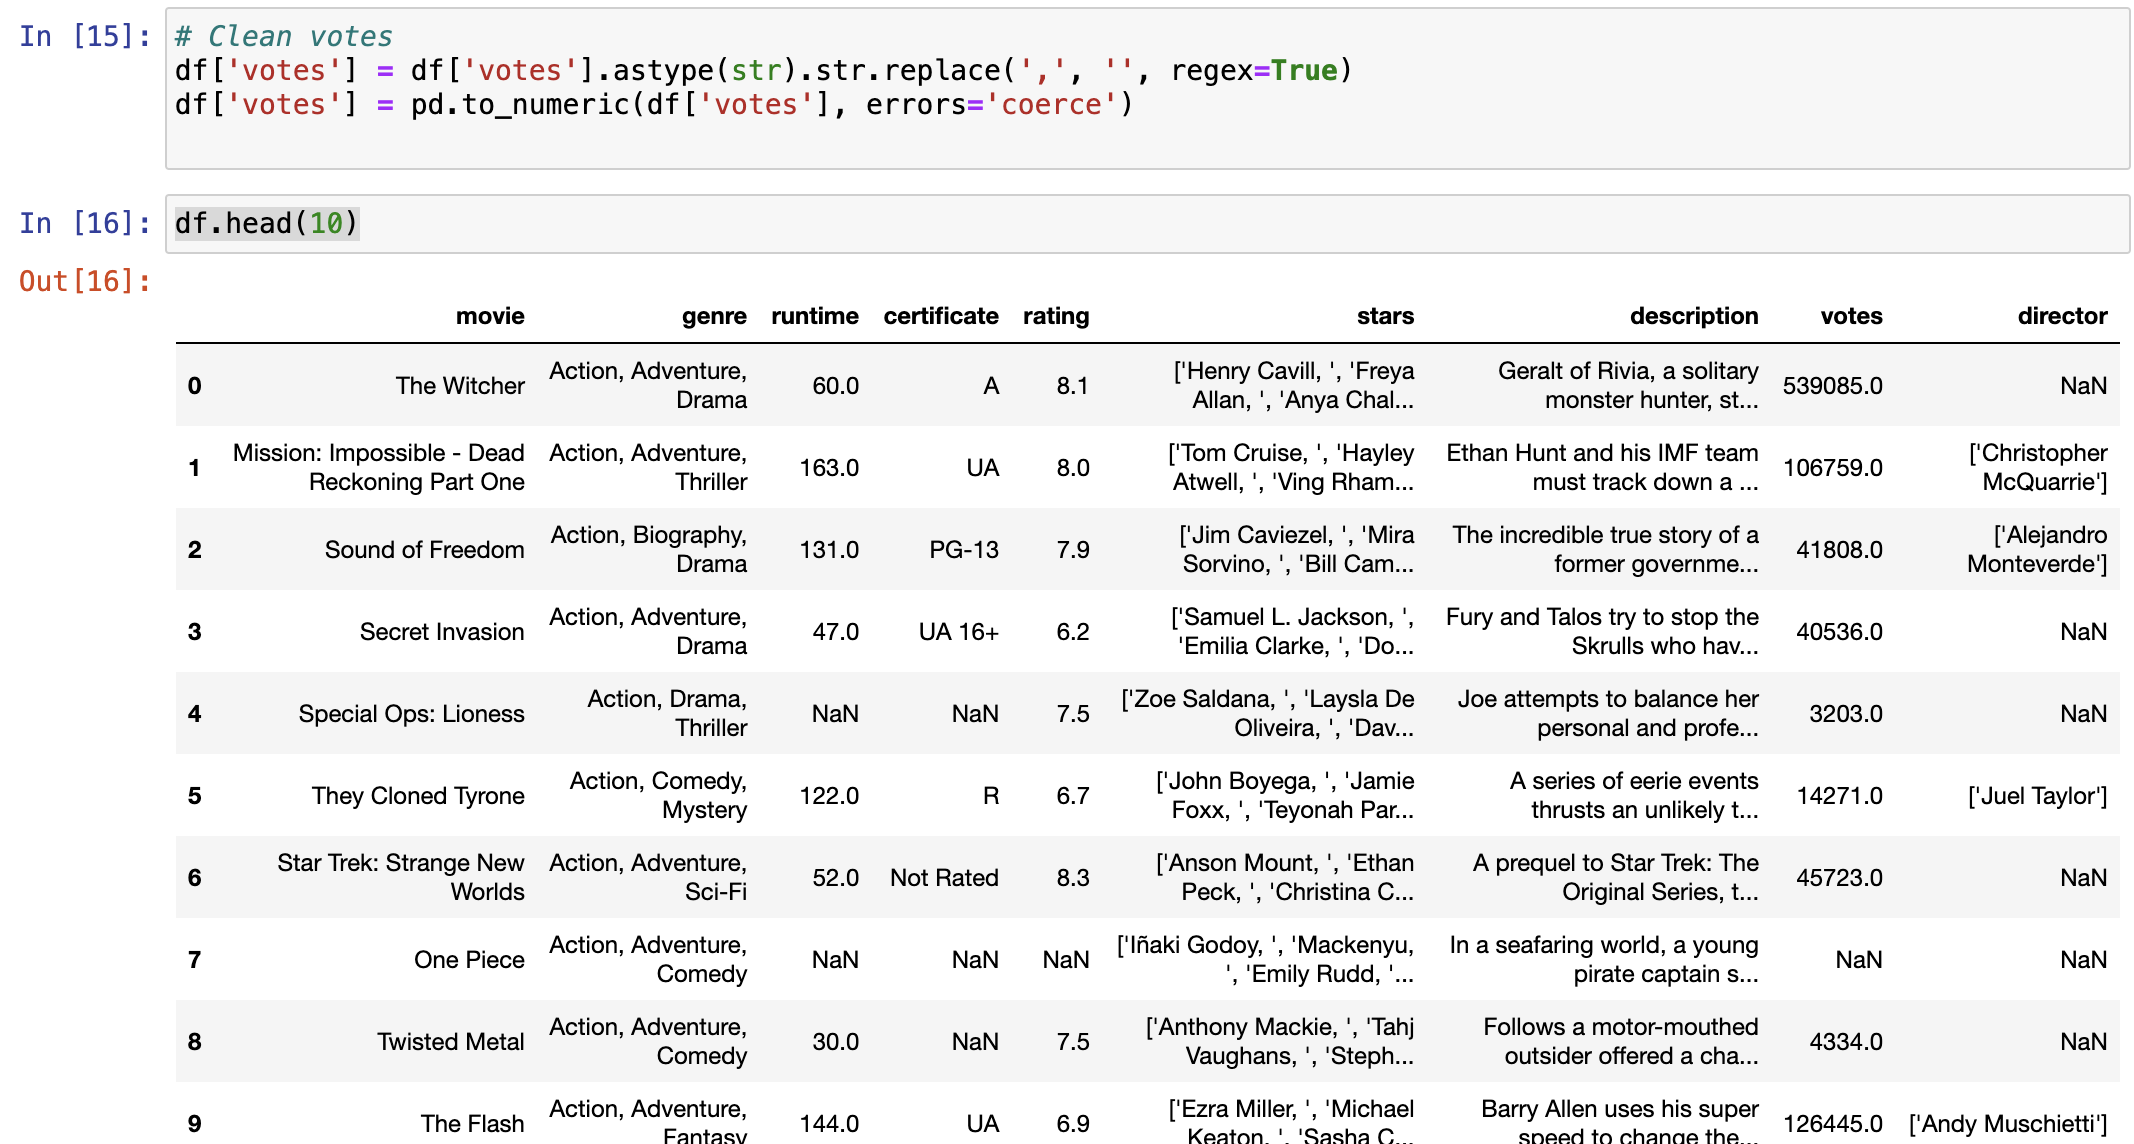 In [15]:
# Clean votes
df['votes'] = df['votes'].astype(str).str.replace(',', '', regex=True)
df['votes'] = pd.to_numeric(df['votes'], errors='coerce')
In [16]:
df.head(10)
Out[16]:
movie genre runtime certificate rating stars description votes director
0 The Witcher Action, Adventure, Drama 60.0 A 8.1 ['Henry Cavill, ', 'Freya Allan, ', 'Anya Chal... Geralt of Rivia, a solitary monster hunter, st... 539085.0 NaN
1 Mission: Impossible - Dead Reckoning Part One Action, Adventure, Thriller 163.0 UA 8.0 ['Tom Cruise, ', 'Hayley Atwell, ', 'Ving Rham... Ethan Hunt and his IMF team must track down a ... 106759.0 ['Christopher McQuarrie']
2 Sound of Freedom Action, Biography, Drama 131.0 PG-13 7.9 ['Jim Caviezel, ', 'Mira Sorvino, ', 'Bill Cam... The incredible true story of a former governme... 41808.0 ['Alejandro Monteverde']
3 Secret Invasion Action, Adventure, Drama 47.0 UA 16+ 6.2 ['Samuel L. Jackson, ', 'Emilia Clarke, ', 'Do... Fury and Talos try to stop the Skrulls who hav... 40536.0 NaN
4 Special Ops: Lioness Action, Drama, Thriller NaN NaN 7.5 ['Zoe Saldana, ', 'Laysla De Oliveira, ', 'Dav... Joe attempts to balance her personal and profe... 3203.0 NaN
5 They Cloned Tyrone Action, Comedy, Mystery 122.0 R 6.7 ['John Boyega, ', 'Jamie Foxx, ', 'Teyonah Par... A series of eerie events thrusts an unlikely t... 14271.0 ['Juel Taylor']
6 Star Trek: Strange New Worlds Action, Adventure, Sci-Fi 52.0 Not Rated 8.3 ['Anson Mount, ', 'Ethan Peck, ', 'Christina C... A prequel to Star Trek: The Original Series, t... 45723.0 NaN
7 One Piece Action, Adventure, Comedy NaN NaN NaN ['Iñaki Godoy, ', 'Mackenyu, ', 'Emily Rudd, '... In a seafaring world, a young pirate captain s... NaN NaN
8 Twisted Metal Action, Adventure, Comedy 30.0 NaN 7.5 ['Anthony Mackie, ', 'Tahj Vaughans, ', 'Steph... Follows a motor-mouthed outsider offered a cha... 4334.0 NaN
9 The Flash Action, Adventure, Fantasy 144.0 UA 6.9 ['Ezra Miller, ', 'Michael Keaton, ', 'Sasha C... Barry Allen uses his super speed to change the... 126445.0 ['Andy Muschietti']